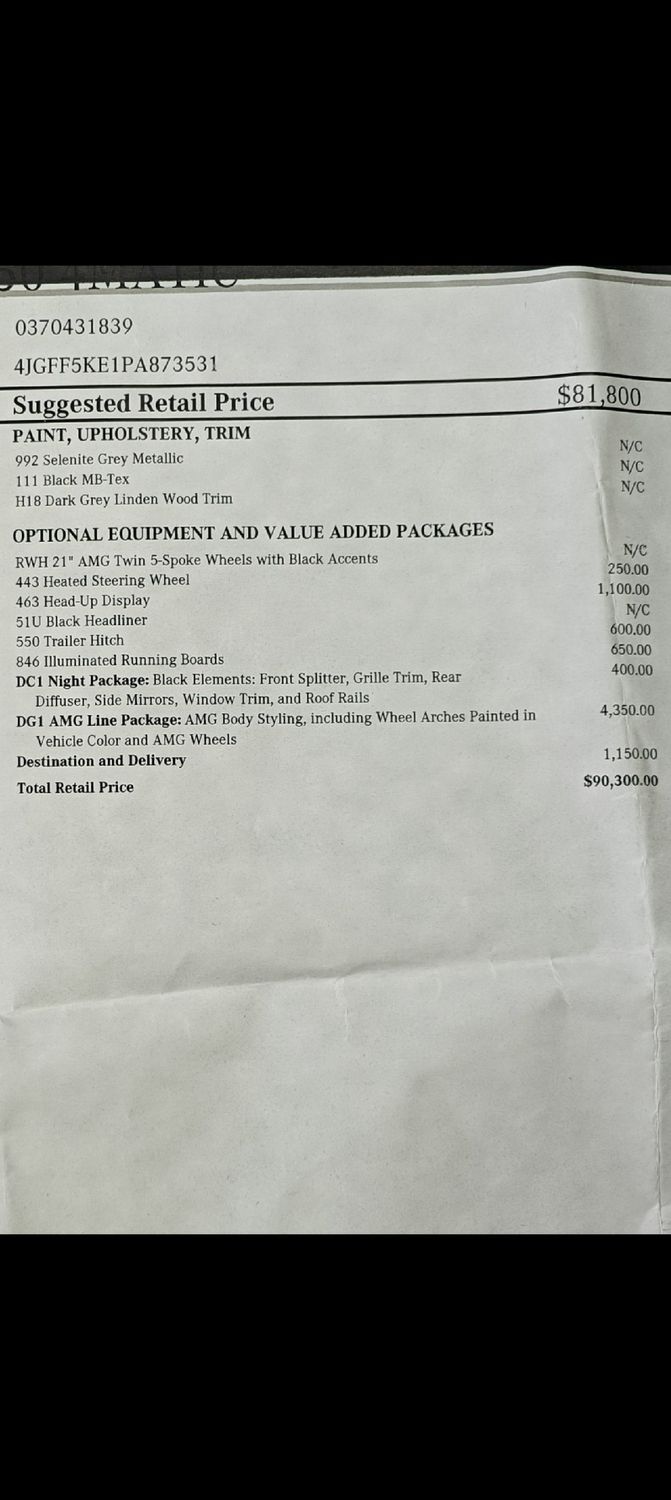 4MATIC
0370431839
4JGFF5KE1PA873531
Suggested Retail Price $81,800
PAINT, UPHOLSTERY, TRIM
992 Selenite Grey Metallic N/C
111 Black MB-Tex N/C
H18 Dark Grey Linden Wood Trim N/C
OPTIONAL EQUIPMENT AND VALUE ADDED PACKAGES
RWH 21" AMG Twin 5-Spoke Wheels with Black Accents N/C
443 Heated Steering Wheel 250.00
463 Head-Up Display 1,100.00
51U Black Headliner N/C
550 Trailer Hitch 600.00
846 Illuminated Running Boards 650.00
DC1 Night Package: Black Elements: Front Splitter, Grille Trim, Rear 400.00
Diffuser, Side Mirrors, Window Trim, and Roof Rails
DG1 AMG Line Package: AMG Body Styling, including Wheel Arches Painted in 4,350.00
Vehicle Color and AMG Wheels
Destination and Delivery 1,150.00
Total Retail Price $90,300.00